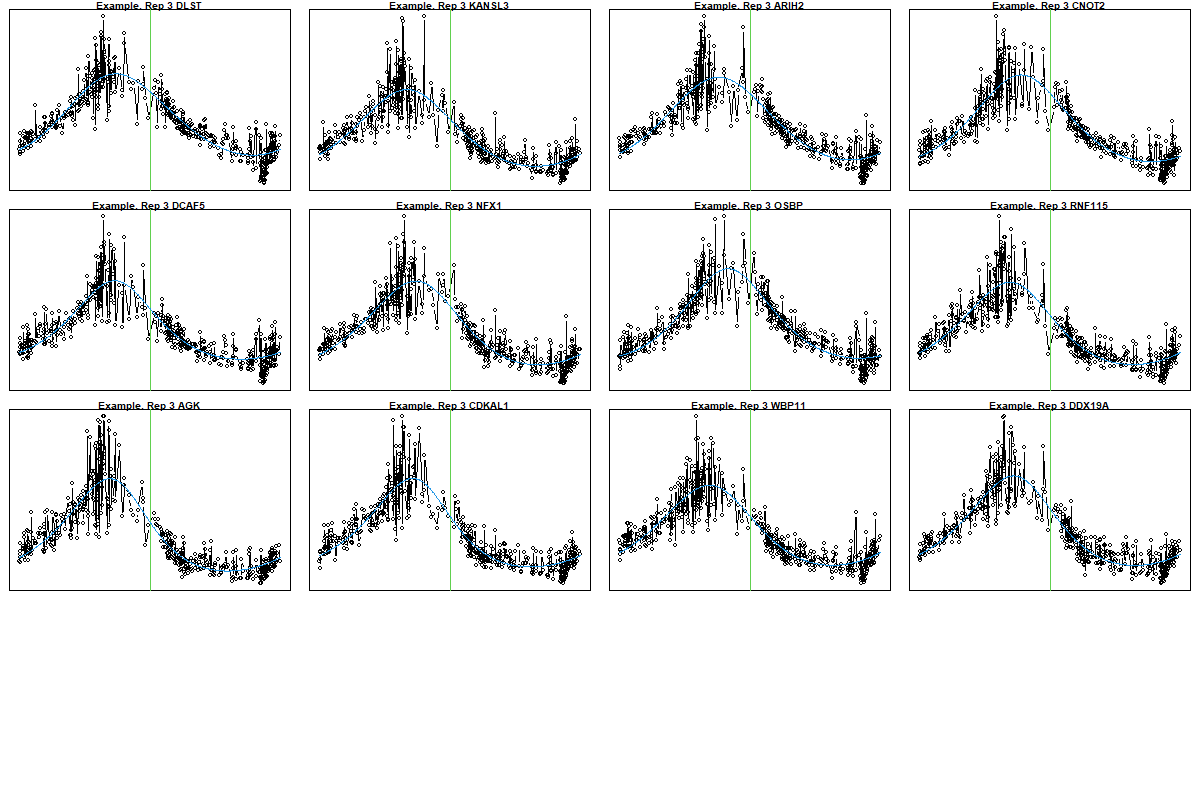 Example, Rep 3 DLST
Example, Rep 3 KANSL3
Example, Rep 3 ARIH2
Example, Rep 3 CNOT2
Example, Rep 3 DCAF5
Example, Rep 3 NFX1
Example, Rep 3 OSBP
Example, Rep 3 RNF115
Example, Rep 3 AGK
Example, Rep 3 CDKAL1
Example, Rep 3 WBP11
Example, Rep 3 DDX19A